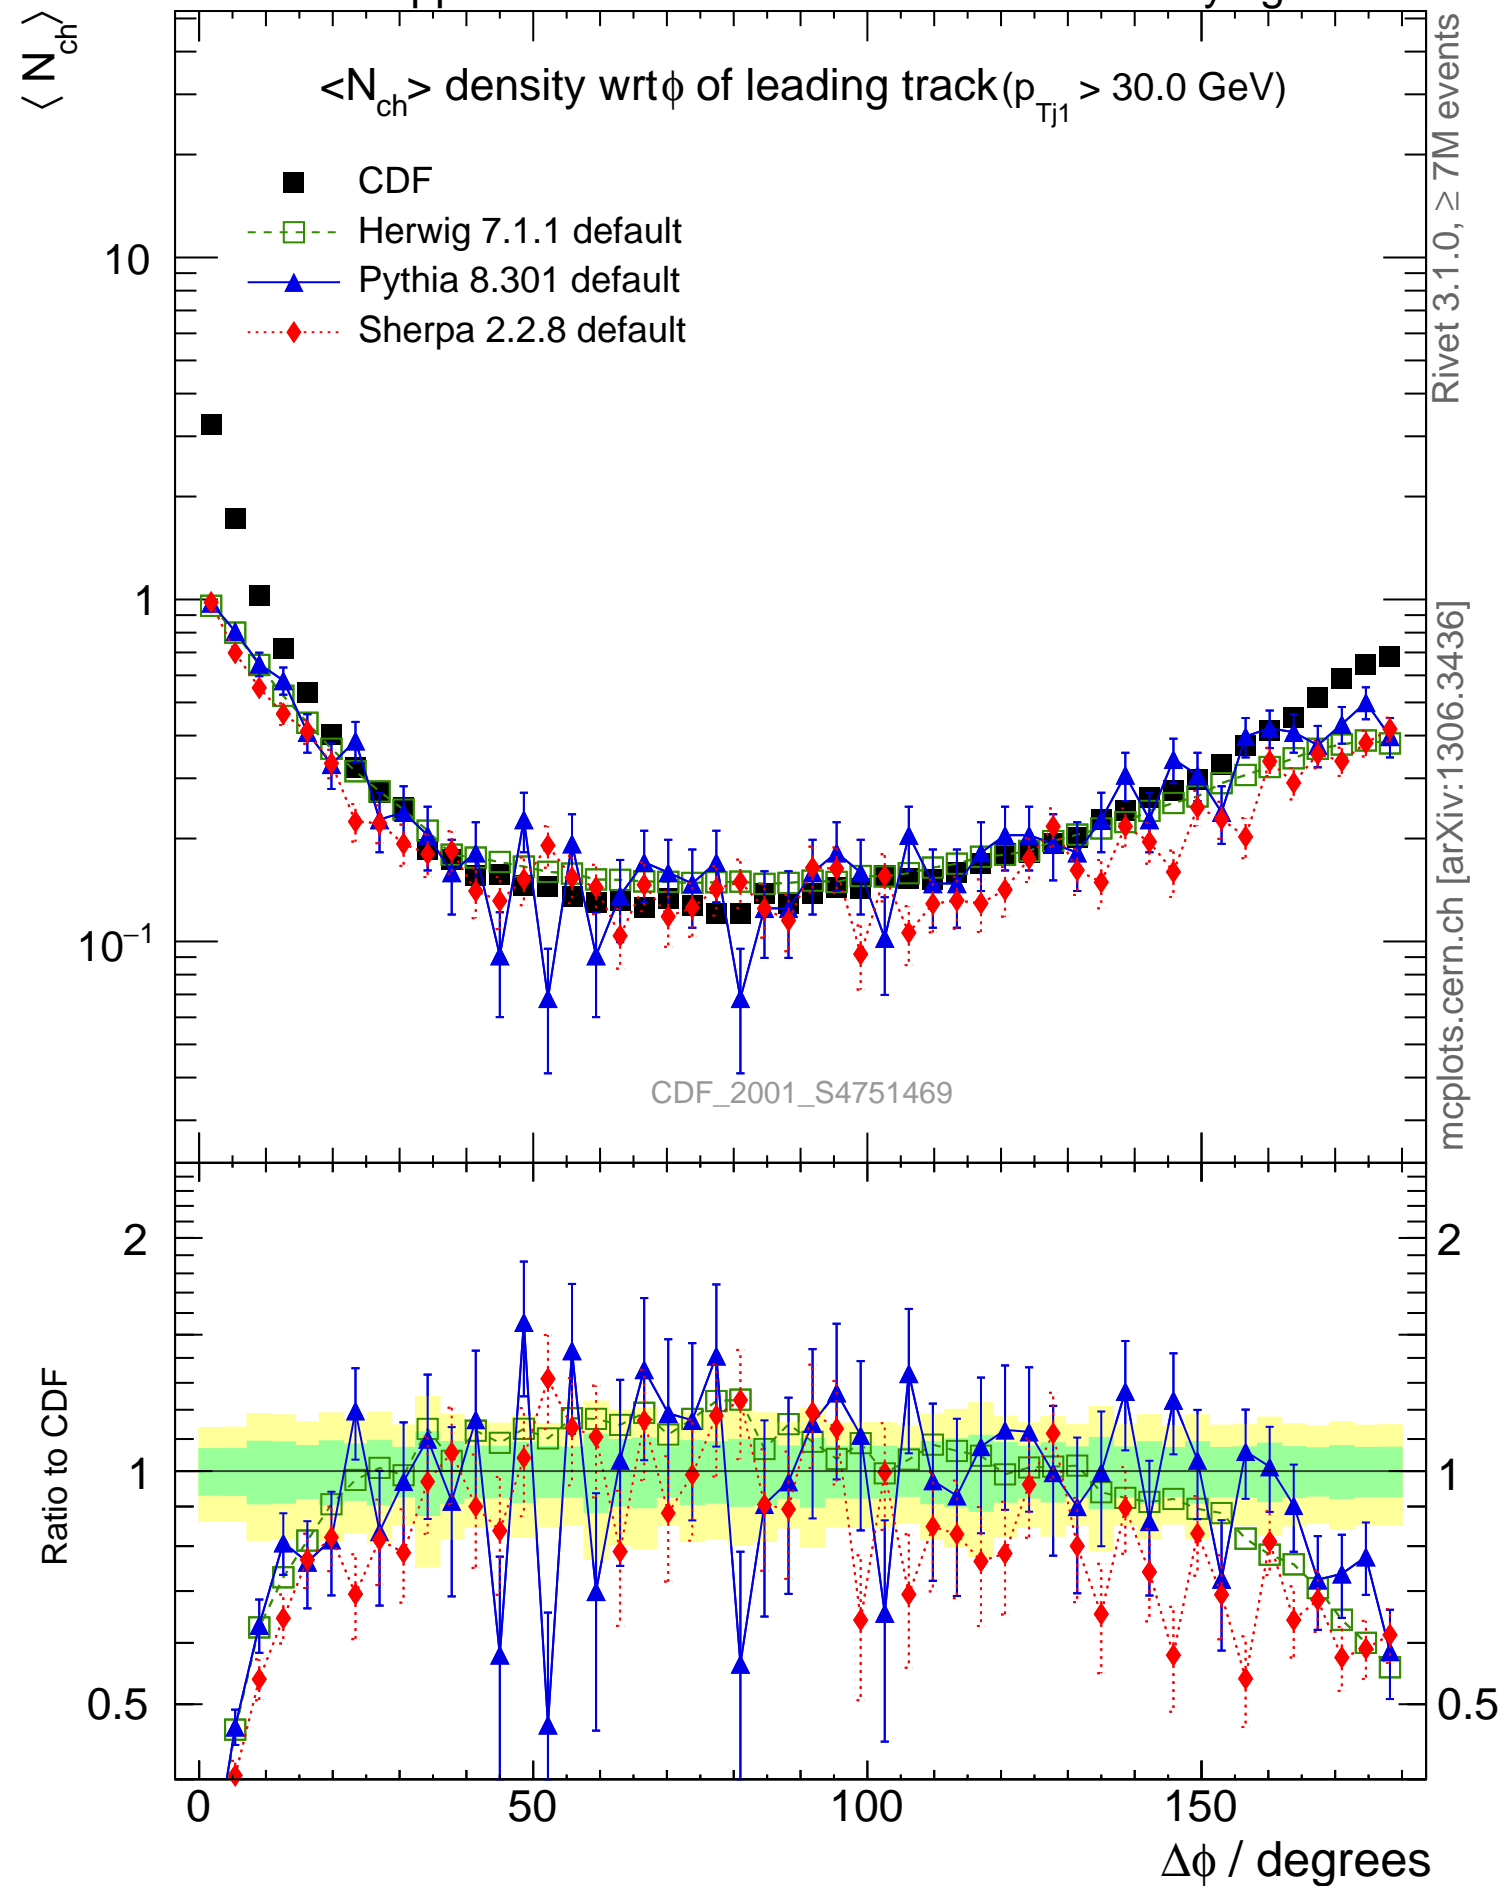 ⟨ N_ch ⟩
<N_ch> density wrt ϕ of leading track (p_Tj1 > 30.0 GeV)
CDF
Herwig 7.1.1 default
Pythia 8.301 default
Sherpa 2.2.8 default
10
1
10⁻¹
CDF_2001_S4751469
Rivet 3.1.0, ≥ 7M events
mcplots.cern.ch [arXiv:1306.3436]
Ratio to CDF
2
1
0.5
2
1
0.5
0 50 100 150
Δϕ / degrees